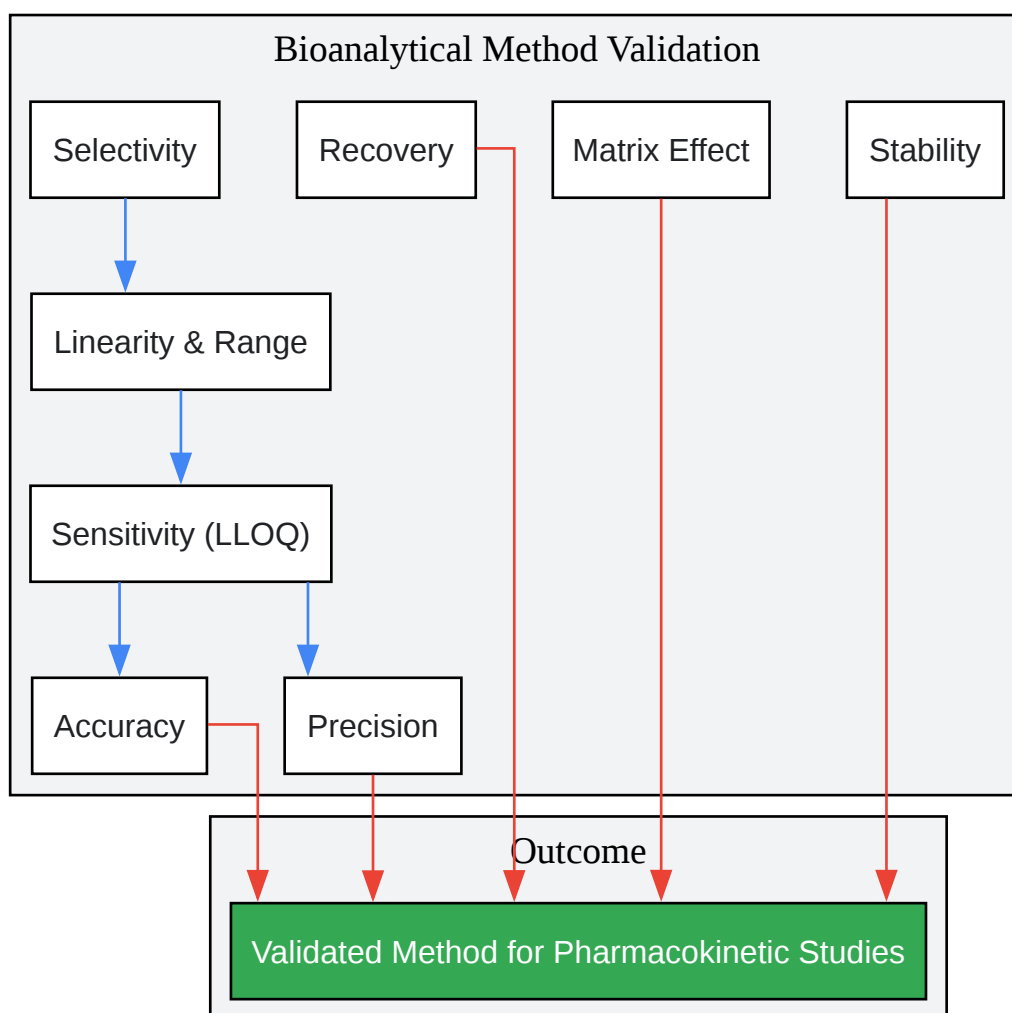 Bioanalytical Method Validation
Selectivity
Recovery
Matrix Effect
Stability
Linearity & Range
Sensitivity (LLOQ)
Accuracy
Precision
Outcome
Validated Method for Pharmacokinetic Studies